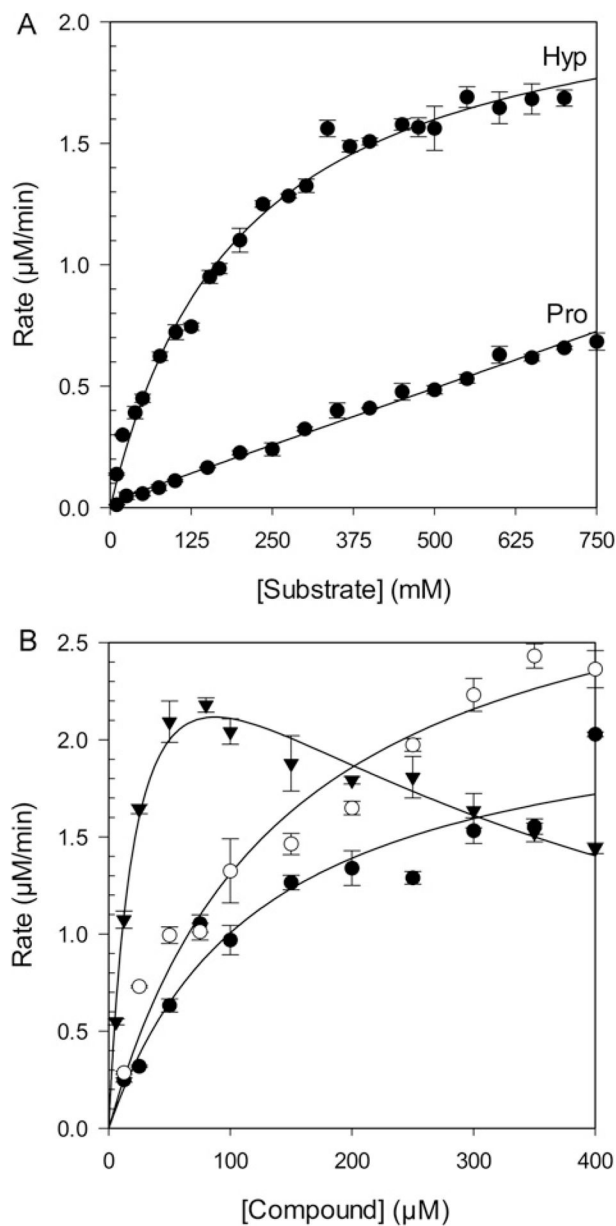 A
2.0
Hyp
1.5
1.0
Pro
0.5
0.0
Rate (µM/min)
0 125 250 375 500 625 750
[Substrate] (mM)
B
2.5
2.0
1.5
1.0
0.5
0.0
Rate (µM/min)
0 100 200 300 400
[Compound] (µM)